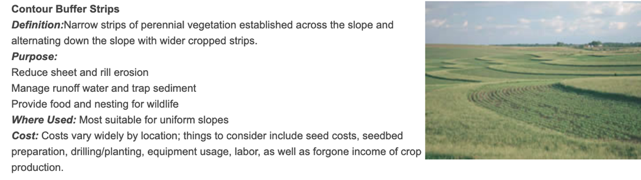 Contour Buffer Strips
Definition:Narrow strips of perennial vegetation established across the slope and
alternating down the slope with wider cropped strips.
Purpose:
Reduce sheet and rill erosion
Manage runoff water and trap sediment
Provide food and nesting for wildlife
Where Used: Most suitable for uniform slopes
Cost: Costs vary widely by location; things to consider include seed costs, seedbed
preparation, drilling/planting, equipment usage, labor, as well as forgone income of crop
production.